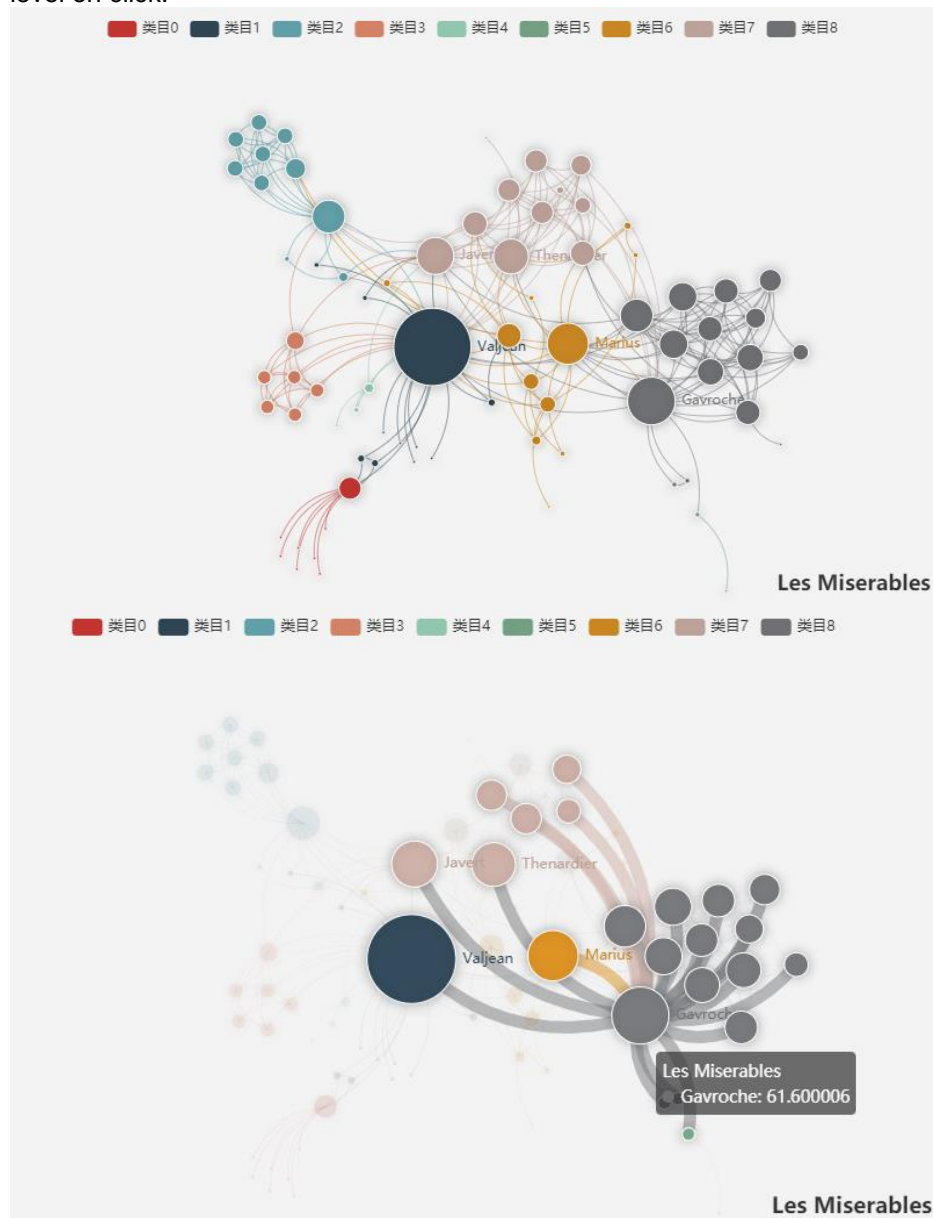 类目0 类目1 类目2 类目3 类目4 类目5 类目6 类目7 类目8
Javert
Thenardier
Valjean
Marius
Gavroche
Les Miserables
类目0 类目1 类目2 类目3 类目4 类目5 类目6 类目7 类目8
Javert
Thenardier
Valjean
Marius
Gavroche
Les Miserables
Gavroche: 61.600006
Les Miserables